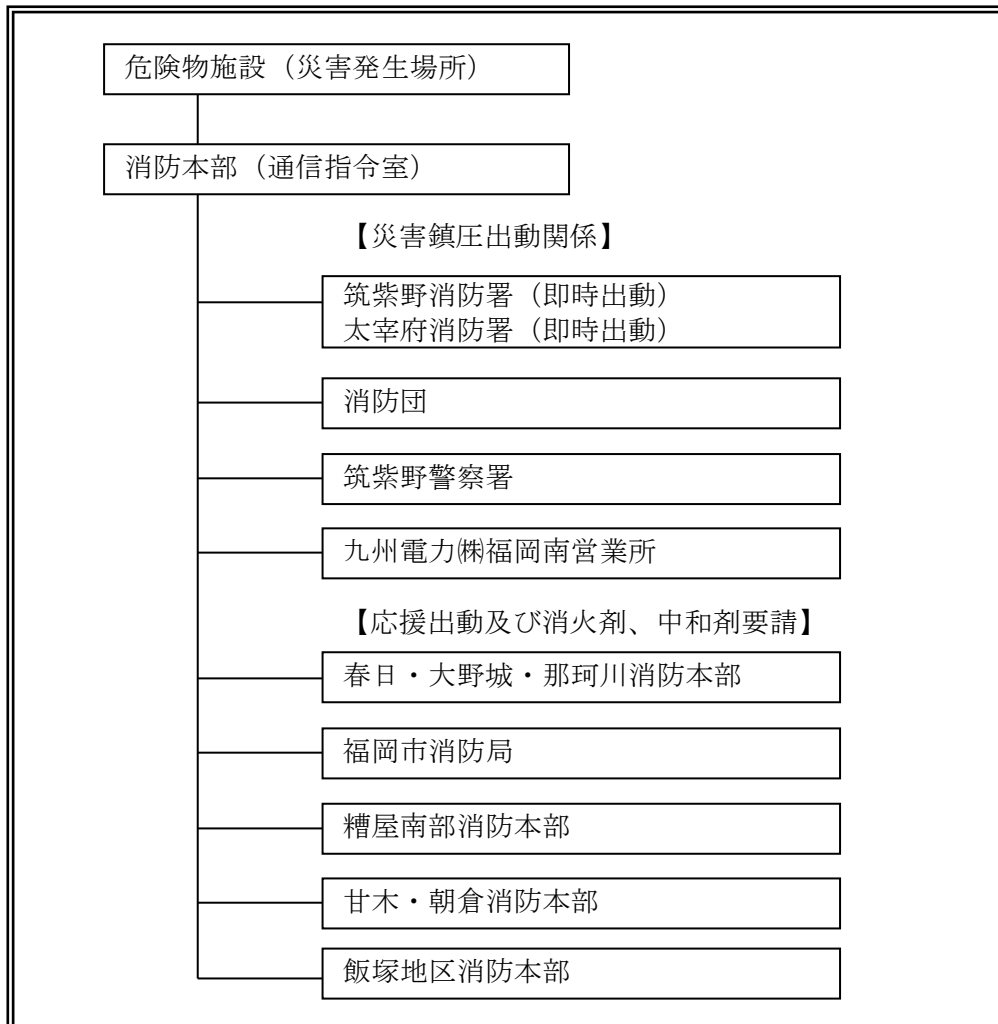 危険物施設（災害発生場所）
消防本部（通信指令室）
【災害鎮圧出動関係】
筑紫野消防署（即時出動）
太宰府消防署（即時出動）
消防団
筑紫野警察署
九州電力㈱福岡南営業所
【応援出動及び消火剤、中和剤要請】
春日・大野城・那珂川消防本部
福岡市消防局
糟屋南部消防本部
甘木・朝倉消防本部
飯塚地区消防本部